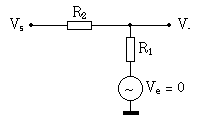 R₂
Vₛ
V.
R₁
Vₑ = 0
~